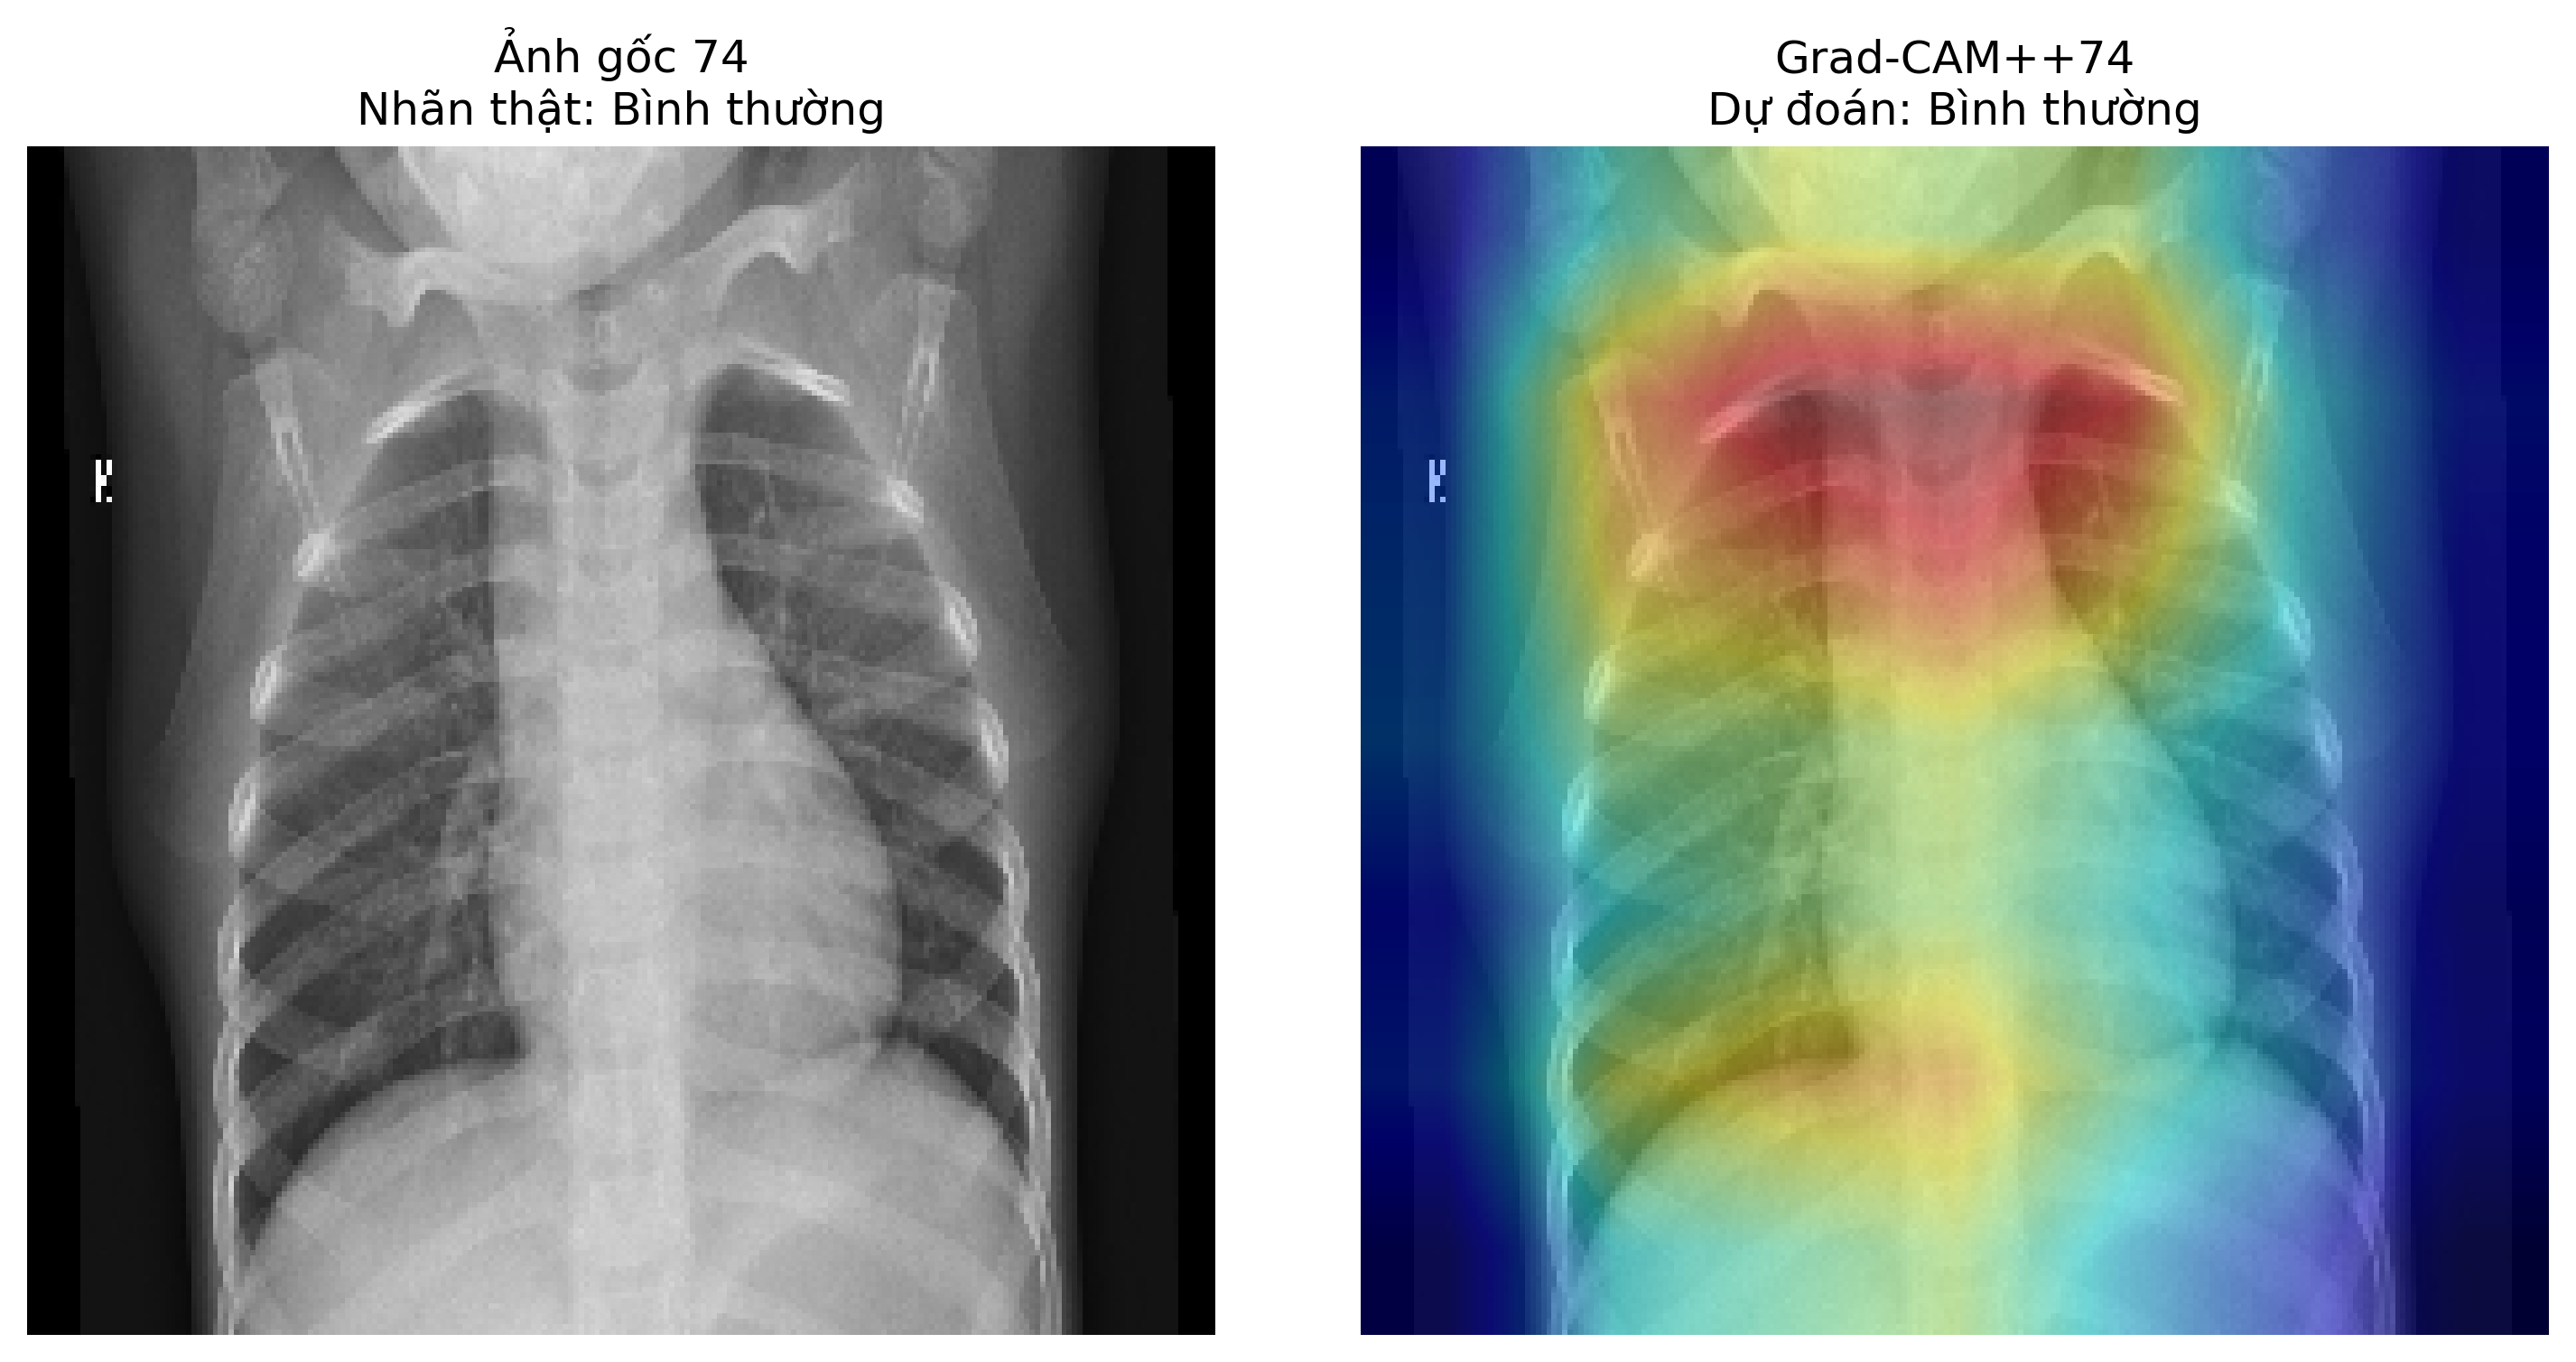 Ảnh gốc 74
Nhãn thật: Bình thường
Grad-CAM++74
Dự đoán: Bình thường